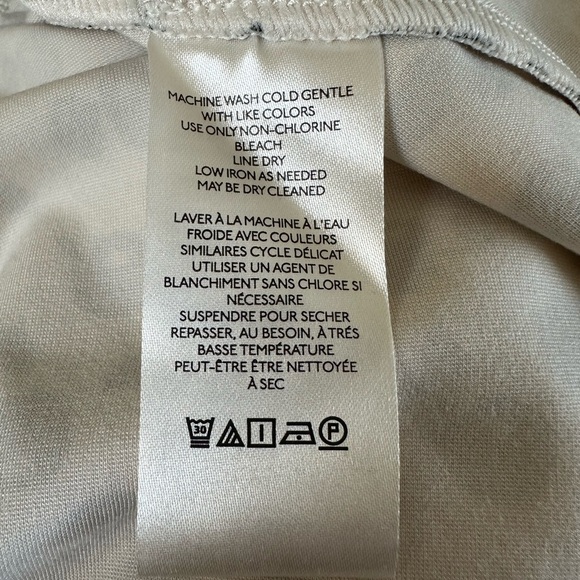 MACHINE WASH COLD GENTLE
WITH LIKE COLORS
USE ONLY NON-CHLORINE
BLEACH
LINE DRY
LOW IRON AS NEEDED
MAY BE DRY CLEANED
LAVER À LA MACHINE À L'EAU
FROIDE AVEC COULEURS
SIMILAIRES CYCLE DÉLICAT
UTILISER UN AGENT DE
BLANCHIMENT SANS CHLORE SI
NÉCESSAIRE
SUSPENDRE POUR SECHER
REPASSER, AU BESOIN, À TRÉS
BASSE TEMPÉRATURE
PEUT-ÊTRE ÊTRE NETTOYÉE
À SEC
30 P